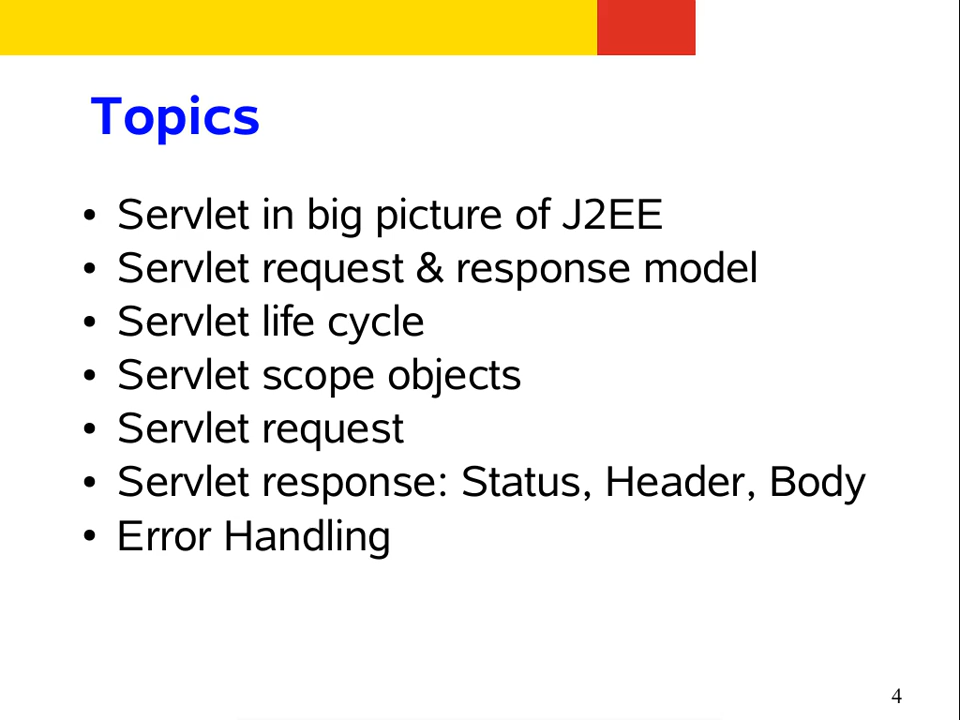 Topics
• Servlet in big picture of J2EE
• Servlet request & response model
• Servlet life cycle
• Servlet scope objects
• Servlet request
• Servlet response: Status, Header, Body
• Error Handling
4